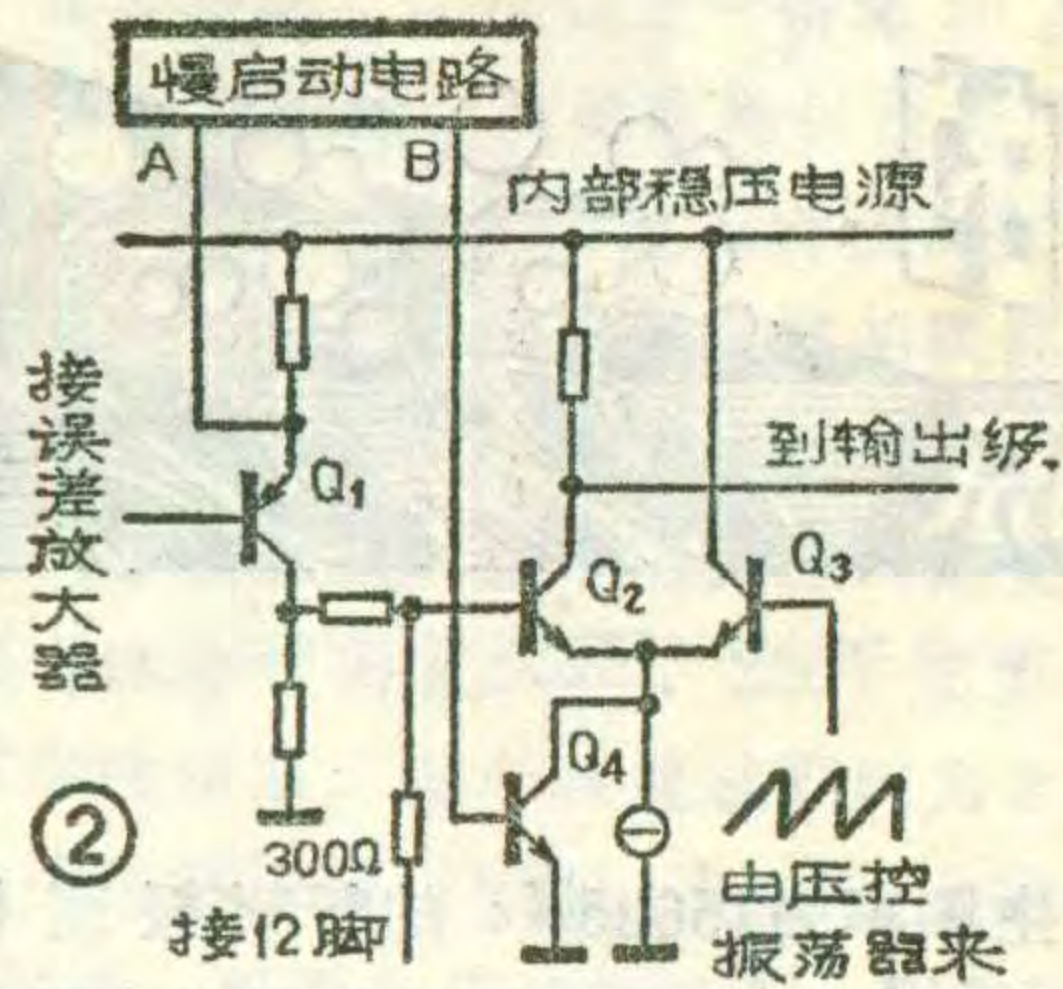 慢启动电路
A
B
内部稳压电源
接误差放大器
Q1
到输出级.
Q2
Q3
Q4
②
300Ω
接12脚
由压控
振荡器来